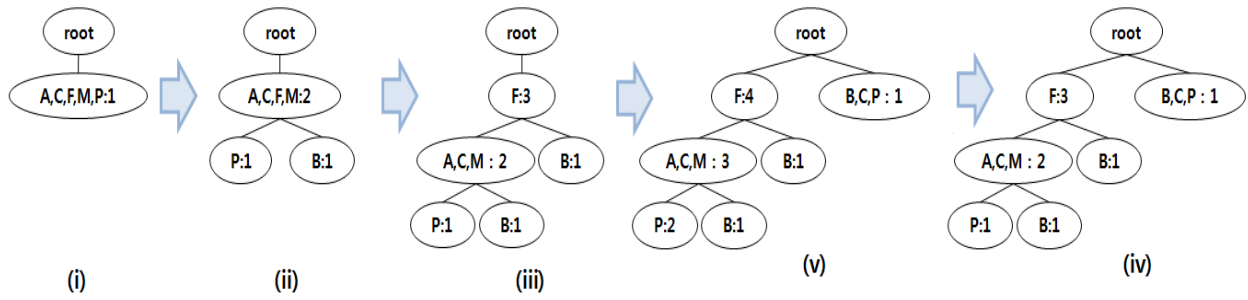 root
A,C,F,M,P:1
(i)
root
A,C,F,M:2
P:1
B:1
(ii)
root
F:3
A,C,M : 2
B:1
P:1
B:1
(iii)
root
F:4
B,C,P : 1
A,C,M : 3
B:1
P:2
B:1
(v)
root
F:3
B,C,P : 1
A,C,M : 2
B:1
P:1
B:1
(iv)